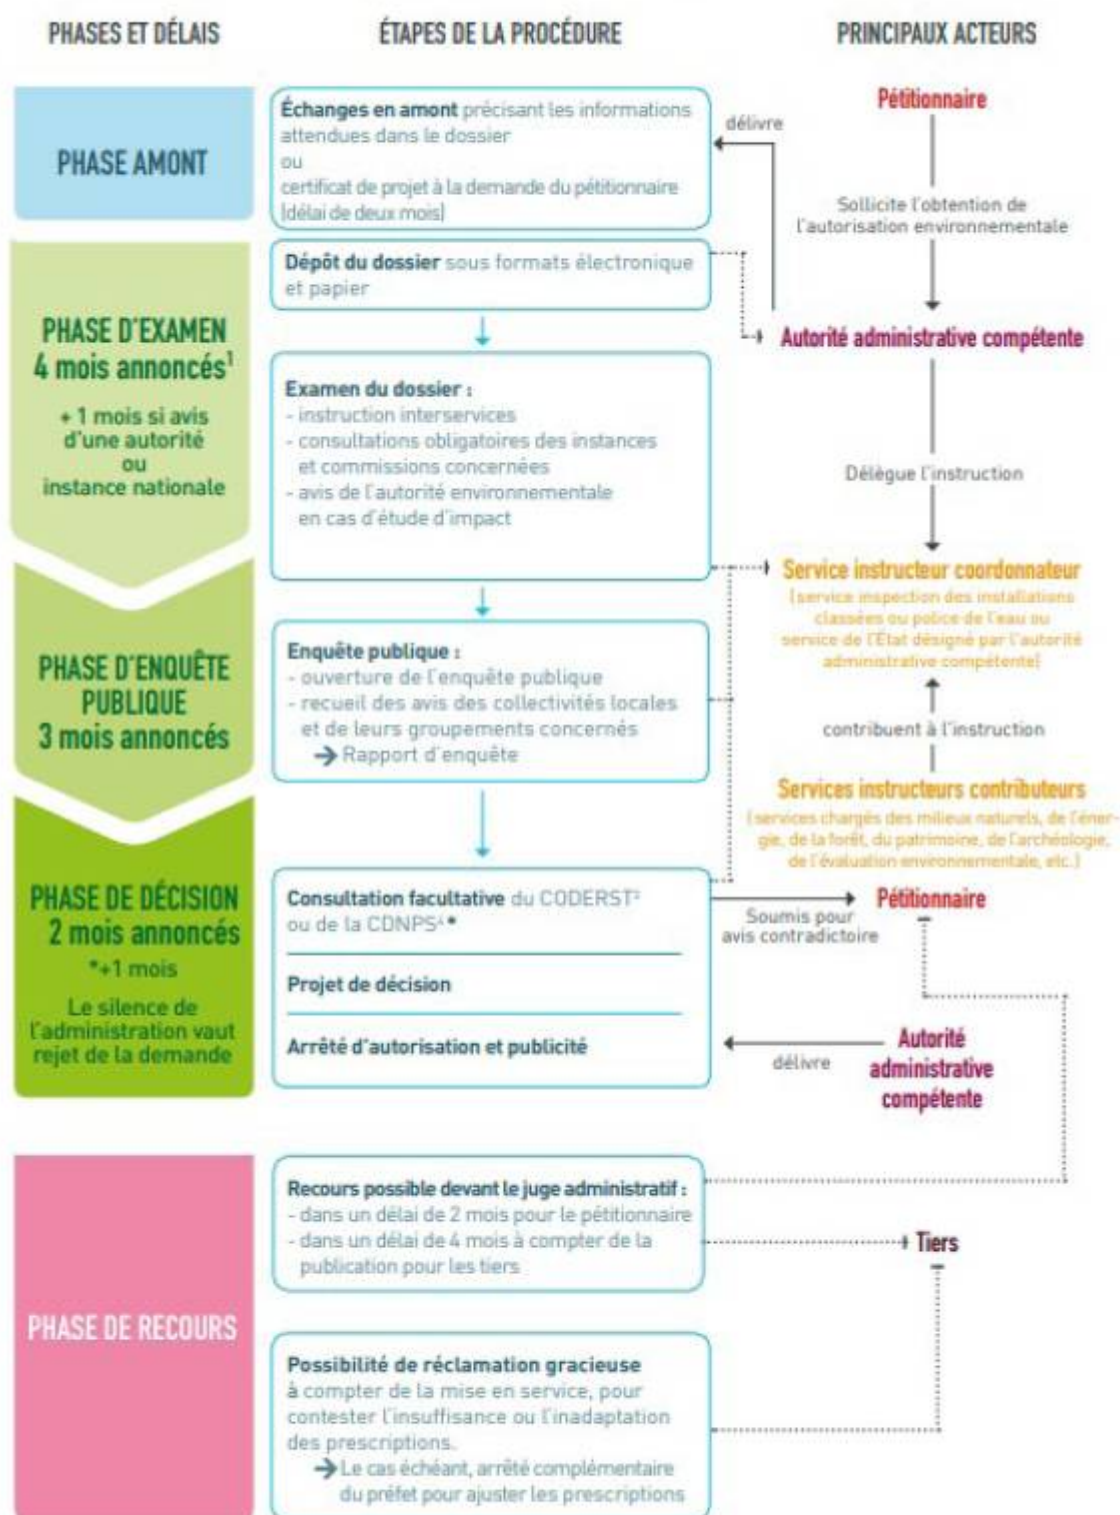 PHASES ET DÉLAIS
ÉTAPES DE LA PROCÉDURE
PRINCIPAUX ACTEURS
PHASE AMONT
Échanges en amont précisant les informations
attendues dans le dossier
ou
certificat de projet à la demande du pétitionnaire
(délai de deux mois)
délivre
Pétitionnaire
Sollicite l'obtention de
l'autorisation environnementale
PHASE D'EXAMEN
4 mois annoncés¹
+ 1 mois si avis
d'une autorité
ou
instance nationale
Dépôt du dossier sous formats électronique
et papier
Autorité administrative compétente
Examen du dossier :
- instruction interservices
- consultations obligatoires des instances
et commissions concernées
- avis de l'autorité environnementale
en cas d'étude d'impact
Délègue l'instruction
Service instructeur coordonnateur
(service inspection des installations
classées ou police de l'eau ou
service de l'État désigné par l'autorité
administrative compétente)
PHASE D'ENQUÊTE
PUBLIQUE
3 mois annoncés
Enquête publique :
- ouverture de l'enquête publique
- recueil des avis des collectivités locales
et de leurs groupements concernés
→ Rapport d'enquête
contribuent à l'instruction
Services instructeurs contributeurs
(services chargés des milieux naturels, de l'éner-
gie, de la forêt, du patrimoine, de l'archéologie,
de l'évaluation environnementale, etc.)
PHASE DE DÉCISION
2 mois annoncés
*+1 mois
Le silence de
l'administration vaut
rejet de la demande
Consultation facultative du CODERST³
ou de la CDNPS⁴*
Projet de décision
Arrêté d'autorisation et publicité
Soumis pour
avis contradictoire
Pétitionnaire
délivre
Autorité
administrative
compétente
PHASE DE RECOURS
Recours possible devant le juge administratif :
- dans un délai de 2 mois pour le pétitionnaire
- dans un délai de 4 mois à compter de la
publication pour les tiers
Tiers
Possibilité de réclamation gracieuse
à compter de la mise en service, pour
contester l'insuffisance ou l'inadaptation
des prescriptions.
→ Le cas échéant, arrêté complémentaire
du préfet pour ajuster les prescriptions